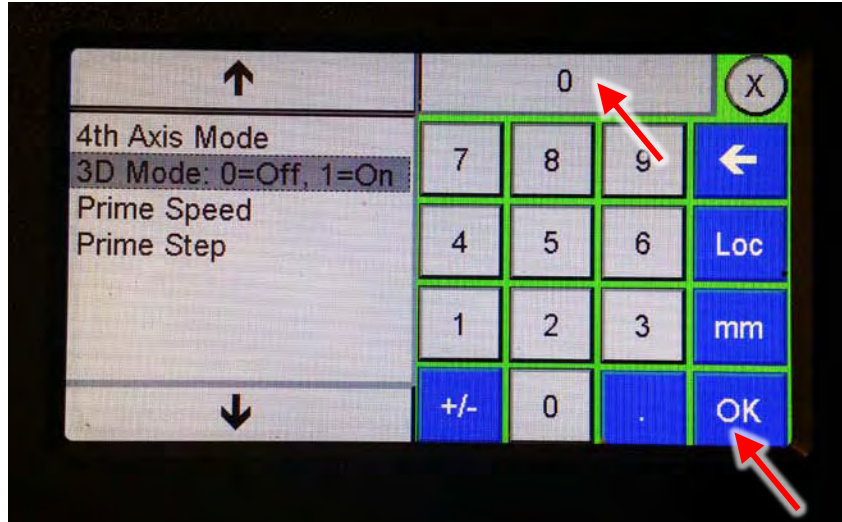 0
X
4th Axis Mode
3D Mode: 0=Off, 1=On
Prime Speed
Prime Step
7 8 9
4 5 6 Loc
1 2 3 mm
+/- 0 . OK